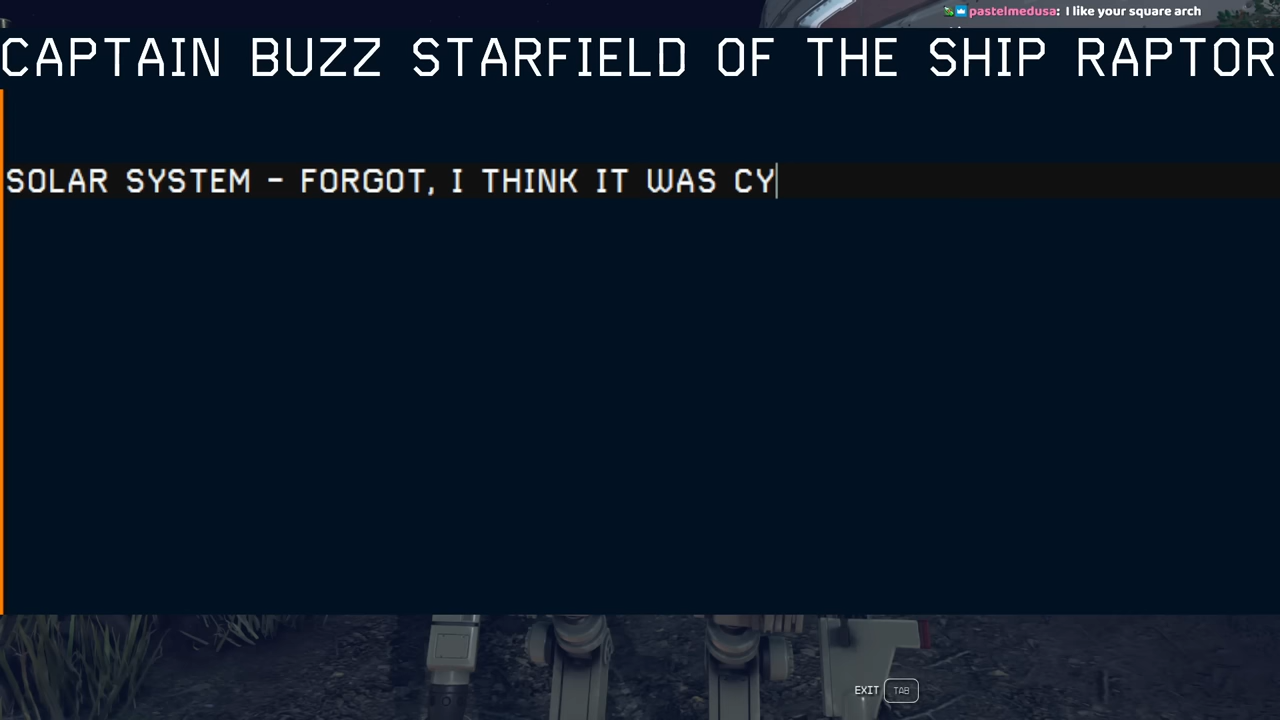 pastelmedusa: I like your square arch
CAPTAIN BUZZ STARFIELD OF THE SHIP RAPTOR
SOLAR SYSTEM - FORGOT, I THINK IT WAS CY
EXIT TAB